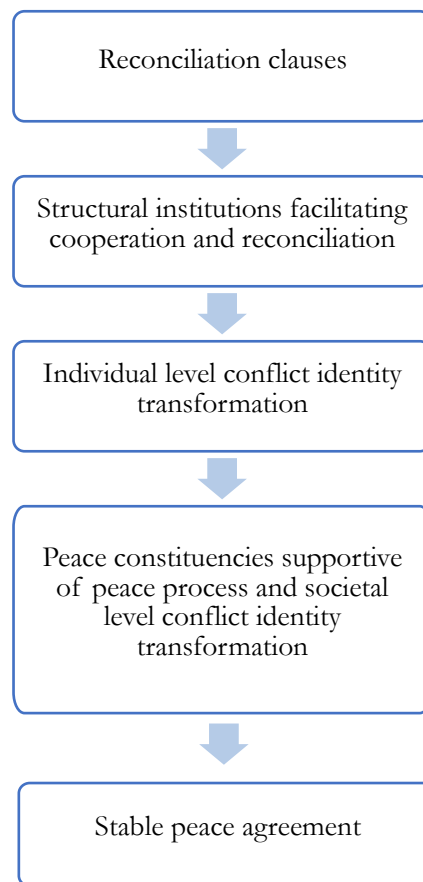 Reconciliation clauses
Structural institutions facilitating
cooperation and reconciliation
Individual level conflict identity
transformation
Peace constituencies supportive
of peace process and societal
level conflict identity
transformation
Stable peace agreement